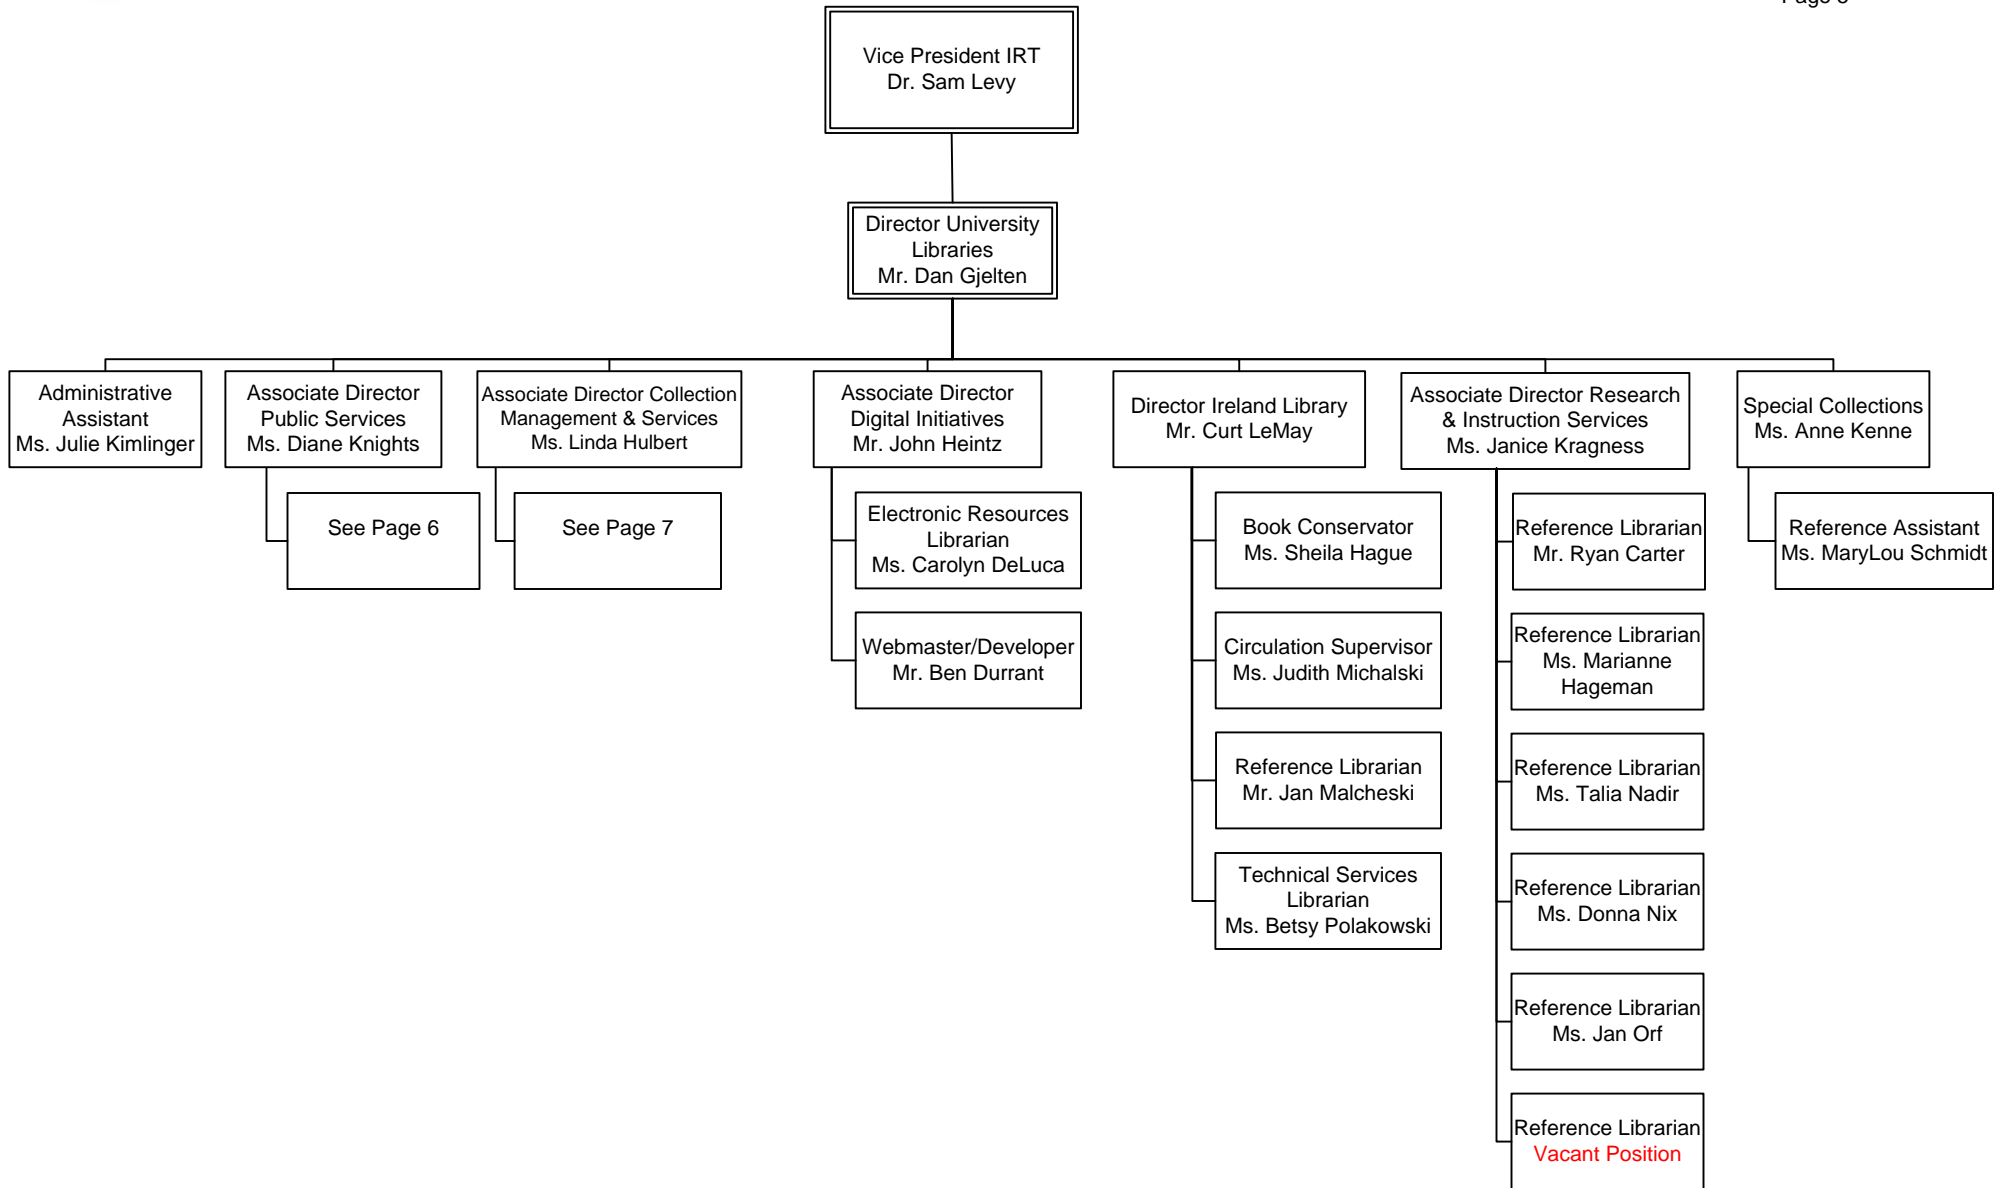 Vice President IRT
Dr. Sam Levy
Director University
Libraries
Mr. Dan Gjelten
Administrative
Assistant
Ms. Julie Kimlinger
Associate Director
Public Services
Ms. Diane Knights
See Page 6
Associate Director Collection
Management & Services
Ms. Linda Hulbert
See Page 7
Associate Director
Digital Initiatives
Mr. John Heintz
Electronic Resources
Librarian
Ms. Carolyn DeLuca
Webmaster/Developer
Mr. Ben Durrant
Director Ireland Library
Mr. Curt LeMay
Book Conservator
Ms. Sheila Hague
Circulation Supervisor
Ms. Judith Michalski
Reference Librarian
Mr. Jan Malcheski
Technical Services
Librarian
Ms. Betsy Polakowski
Associate Director Research
& Instruction Services
Ms. Janice Kragness
Reference Librarian
Mr. Ryan Carter
Reference Librarian
Ms. Marianne
Hageman
Reference Librarian
Ms. Talia Nadir
Reference Librarian
Ms. Donna Nix
Reference Librarian
Ms. Jan Orf
Reference Librarian
Vacant Position
Special Collections
Ms. Anne Kenne
Reference Assistant
Ms. MaryLou Schmidt